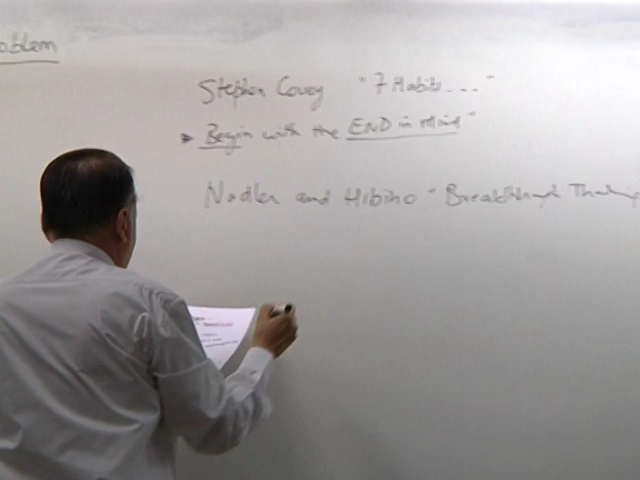 oblem
Stephen Covey "7 Habits ... "
Begin with the END in Mind"
Nadler and Hibino "Breakthrough Thinking